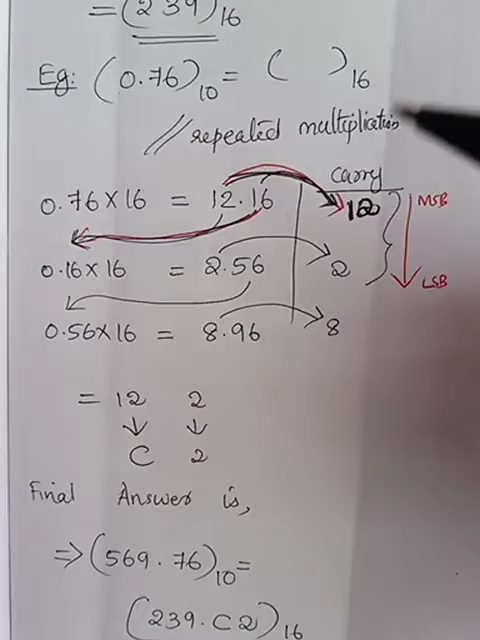 =(239)16
Eg: (0.76)10 = ( )16
// repeated multiplication
carry
0.76 X 16 = 12.16 12 MSB
0.16 X 16 = 2.56 2
LSB
0.56 X 16 = 8.96 8
= 12 2
↓ ↓
C 2
Final Answer is,
⇒ (569.76)10 =
(239.C2)16